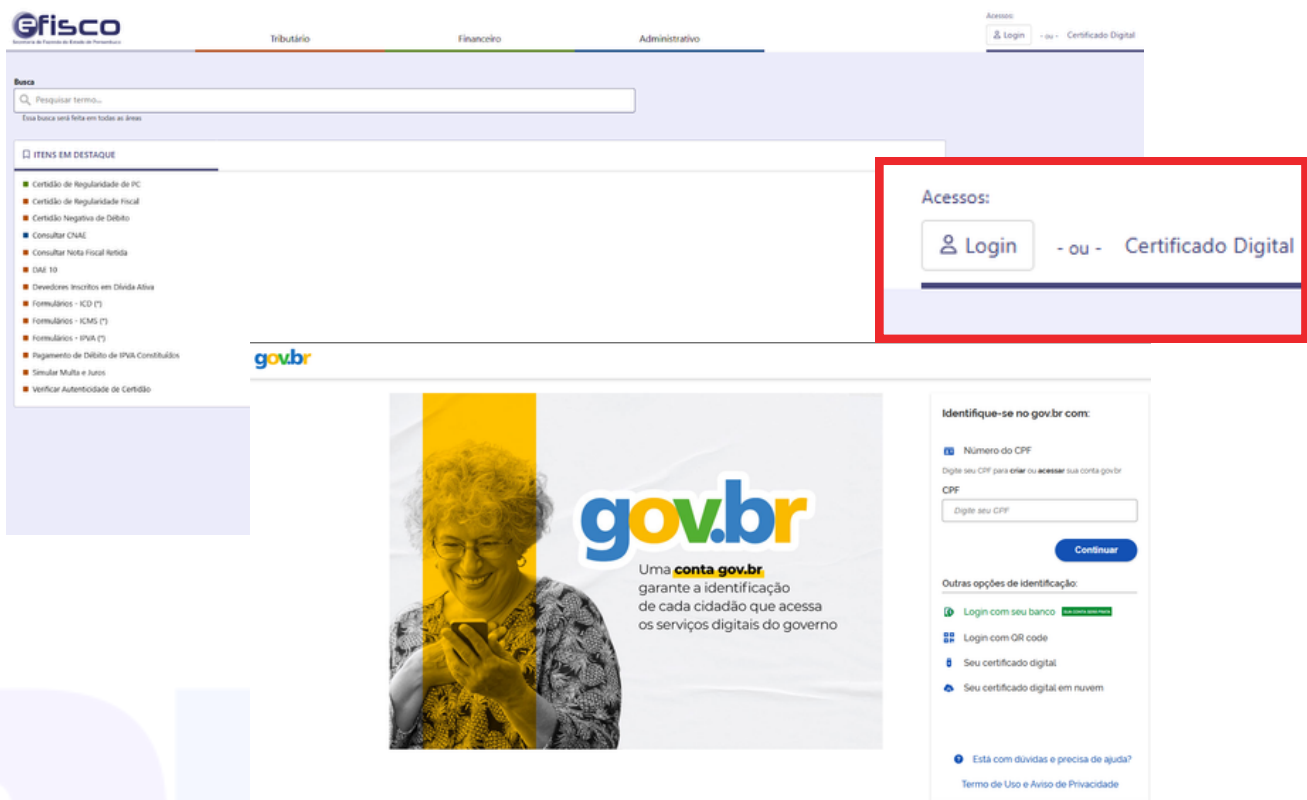 efisco
Secretaria da Fazenda do Estado de Pernambuco
Tributário
Financeiro
Administrativo
Acessos:
Login - ou - Certificado Digital
Busca
Pesquisar termo...
Essa busca será feita em todas as áreas
ITENS EM DESTAQUE
Certidão de Regularidade de PC
Certidão de Regularidade Fiscal
Certidão Negativa de Débito
Consultar CNAE
Consultar Nota Fiscal Retida
DAE 10
Devedores Inscritos em Dívida Ativa
Formulários - ICD (*)
Formulários - ICMS (*)
Formulários - IPVA (*)
Pagamento de Débito de IPVA Constituídos
Simular Multa e Juros
Verificar Autenticidade de Certidão
Acessos:
Login - ou - Certificado Digital
gov.br
gov.br
Uma conta gov.br
garante a identificação
de cada cidadão que acessa
os serviços digitais do governo
Identifique-se no gov.br com:
Número do CPF
Digite seu CPF para criar ou acessar sua conta gov.br
CPF
Digite seu CPF
Continuar
Outras opções de identificação:
Login com seu banco SUA CONTA SERÁ PRATA
Login com QR code
Seu certificado digital
Seu certificado digital em nuvem
Está com dúvidas e precisa de ajuda?
Termo de Uso e Aviso de Privacidade